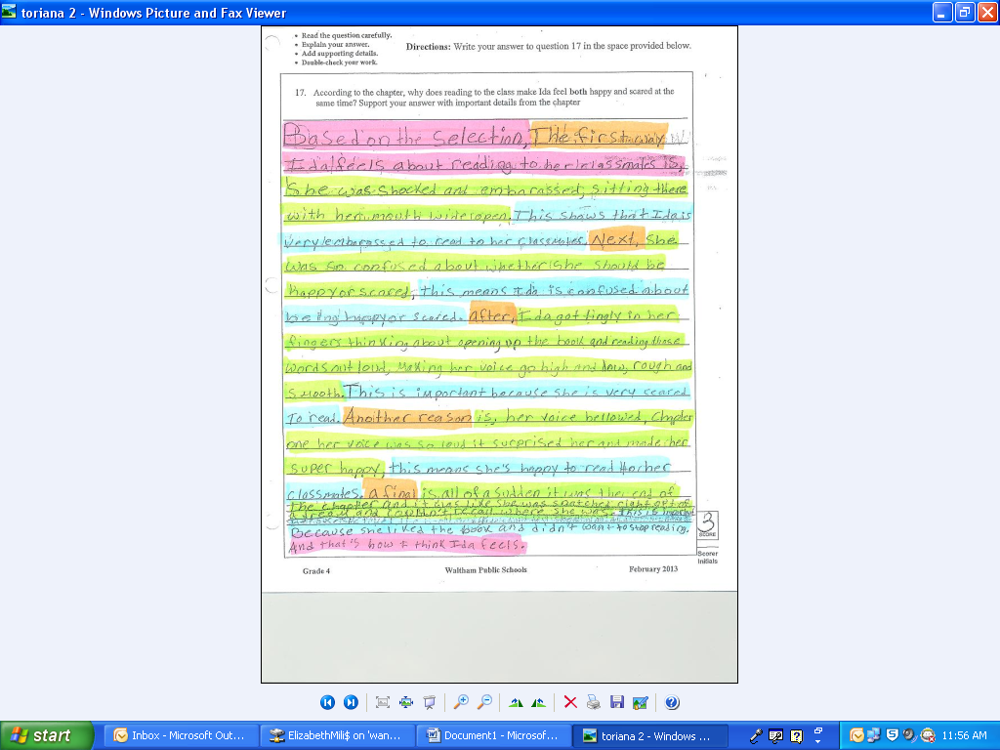 toriana 2 - Windows Picture and Fax Viewer
• Read the question carefully.
• Explain your answer.
• Add supporting details.
• Double-check your work.
Directions: Write your answer to question 17 in the space provided below.
17. According to the chapter, why does reading to the class make Ida feel both happy and scared at the
same time? Support your answer with important details from the chapter
Based on the selection, The first way
Ida feels about reading to her classmates is,
she was shocked and embarassed, sitting there
with her mouth wide open. This shows that Ida is
very embarassed to read to her classmates. Next, she
was so confused about whether she should be
happy or scared, this means Ida is confused about
being happy or scared. After, Ida got tingly in her
fingers thinking about opening up the book and reading those
words out loud, making her voice go high and low, rough and
smooth. This is important because she is very scared
to read. Another reason is, her voice bellowed, Chapter
one her voice was so loud it surprised her and made her
super happy, this means she's happy to read to her
classmates. a final is all of a sudden it was the end of
the chapter and it was like she was snatched right out of
a dream and couldn't recall where she was. this is
Because she liked the book and didn't want to stop reading.
And that's how I think Ida feels.
3
SCORE
Scorer
Initials
Grade 4 Waltham Public Schools February 2013
start Inbox - Microsoft Out... ElizabethMili$ on 'wan... Document1 - Microsof... toriana 2 - Windows ... 11:56 AM